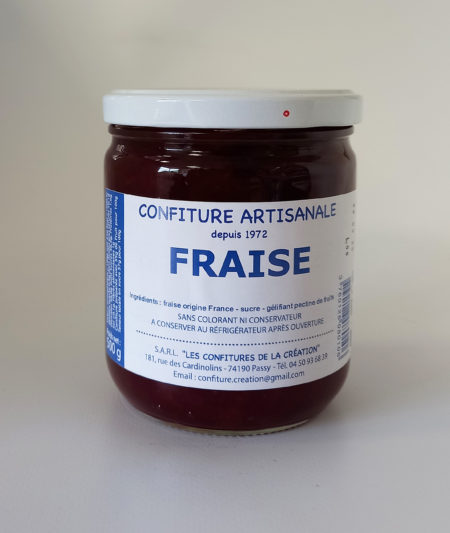 CONFITURE ARTISANALE
depuis 1972
FRAISE
Ingrédients : fraise origine France - sucre - gélifiant pectine de fruits
SANS COLORANT NI CONSERVATEUR
A CONSERVER AU RÉFRIGÉRATEUR APRÈS OUVERTURE
S.A.R.L. "LES CONFITURES DE LA CRÉATION"
181, rue des Cardinolins - 74190 Passy - Tél. 04 50 93 68 39
Email : confiture.creation@gmail.com